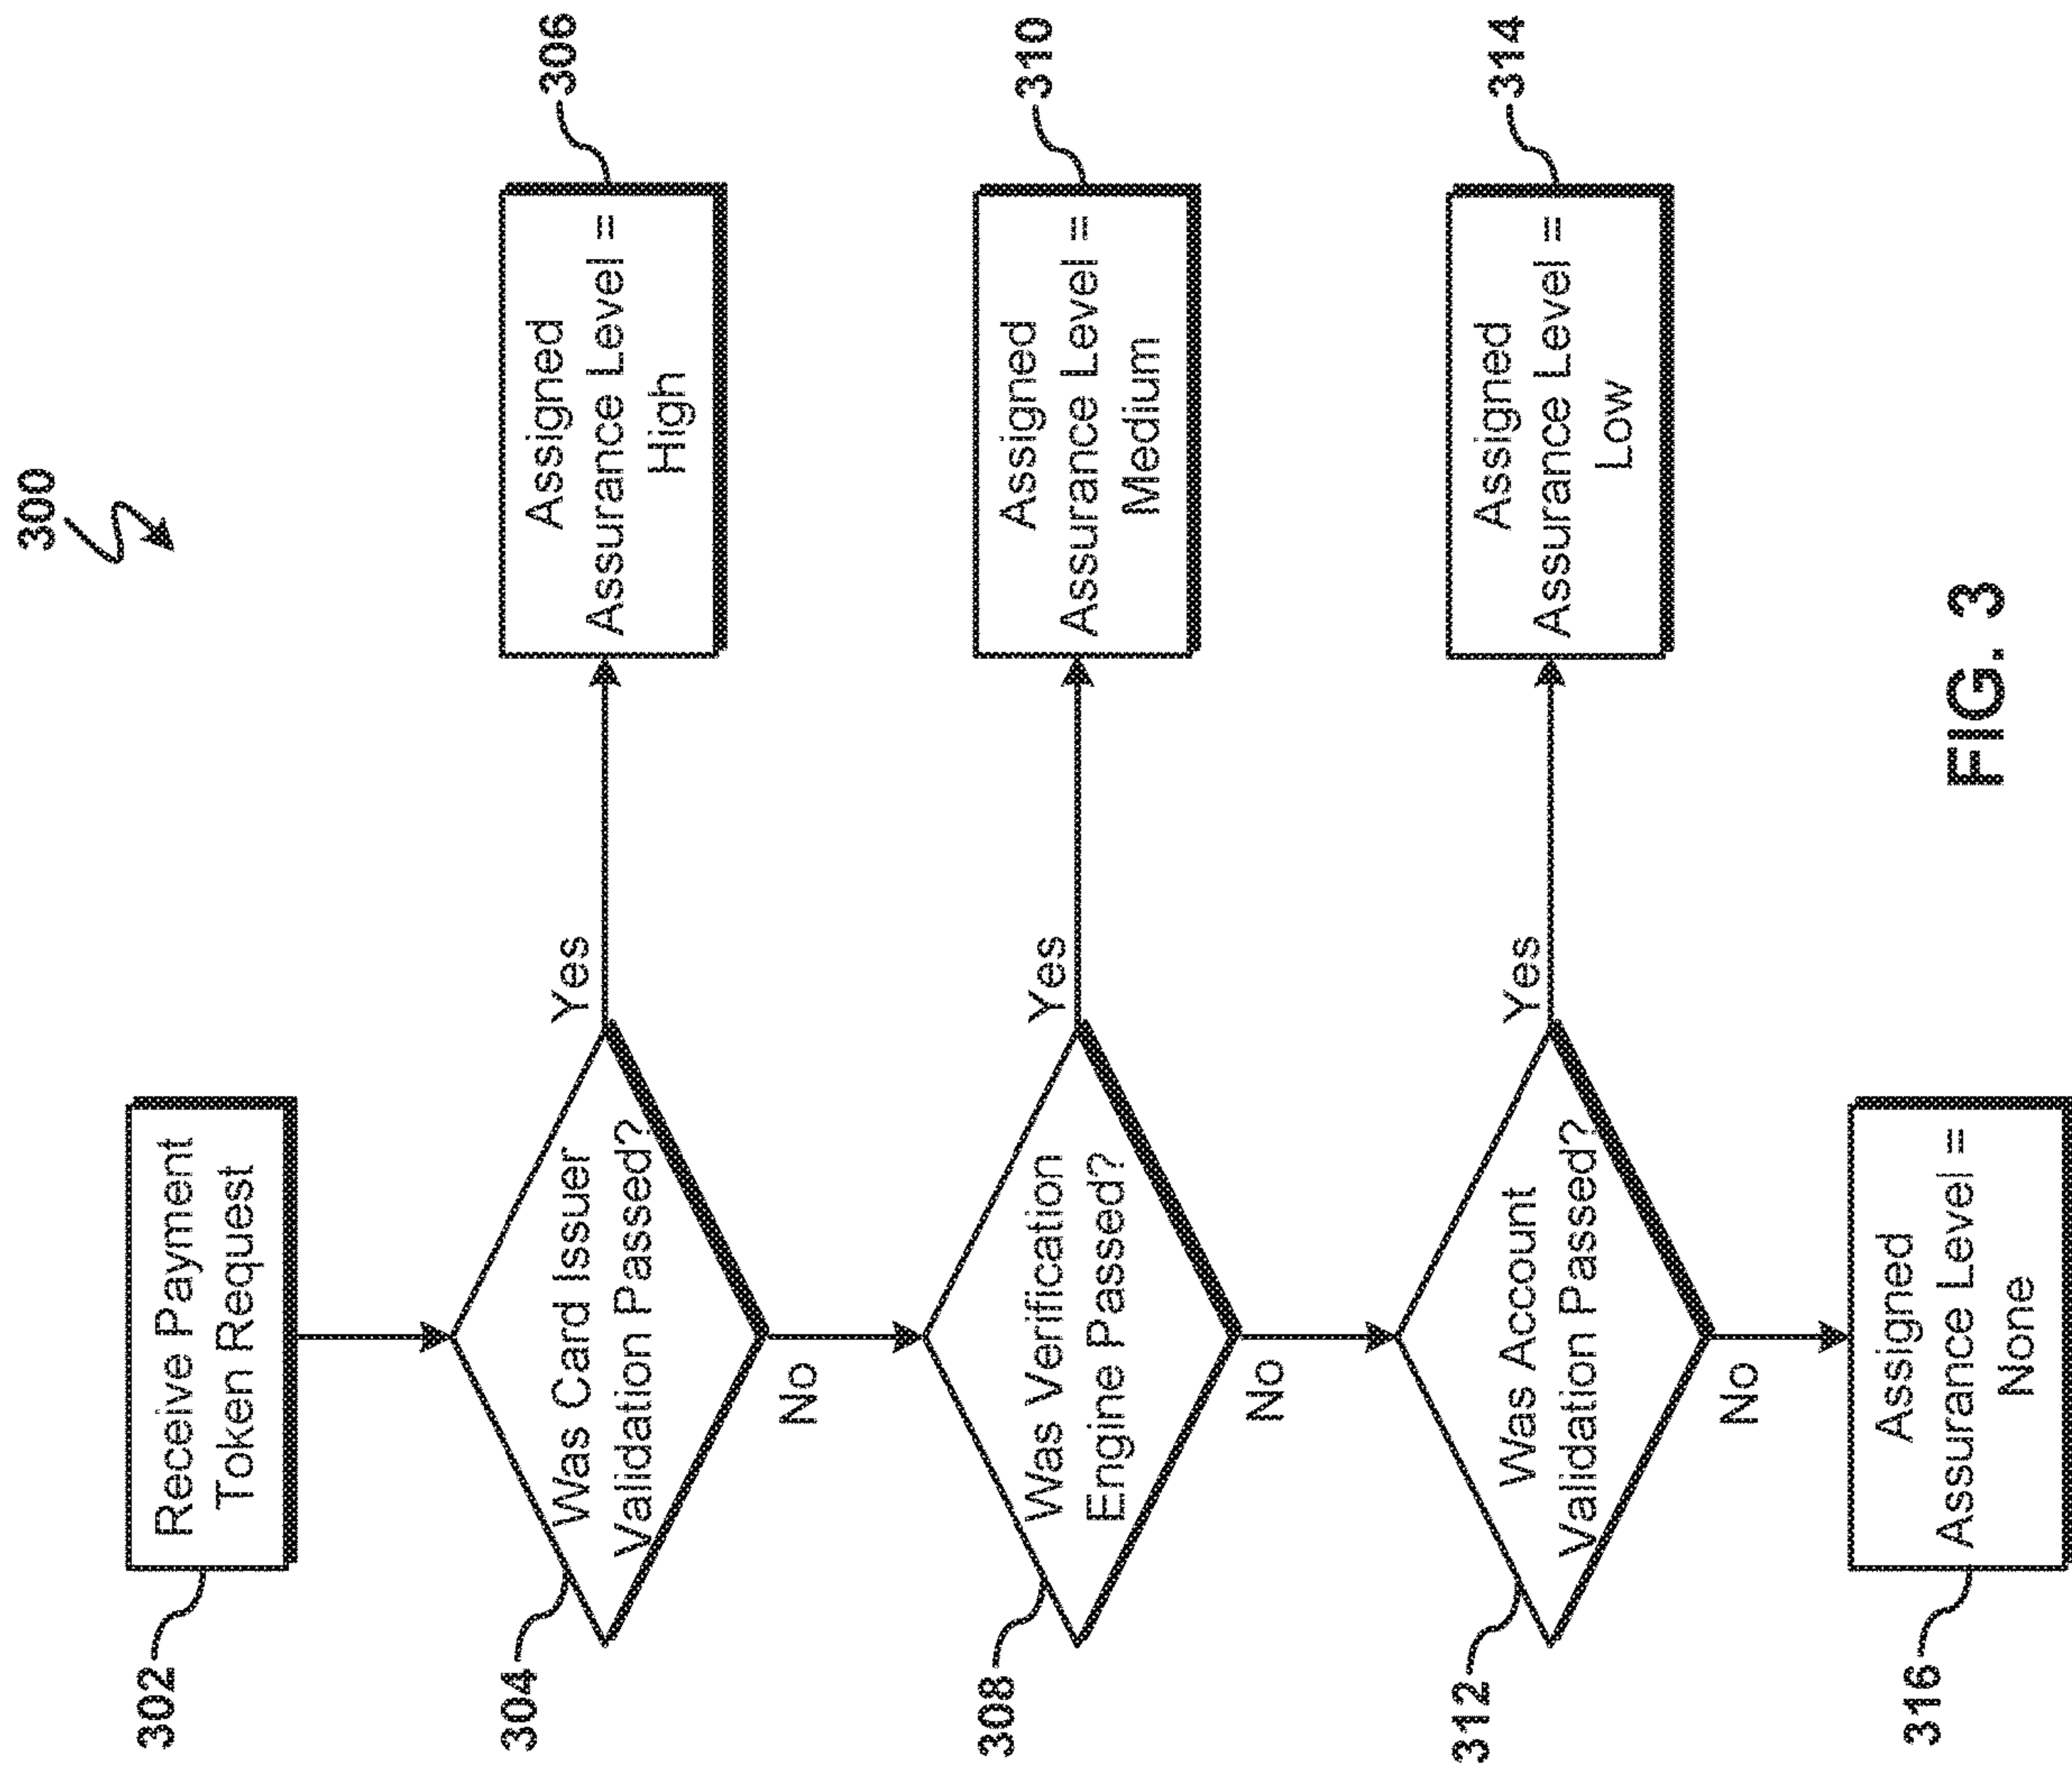 300
302
Receive Payment
Token Request
304
Was Card Issuer
Validation Passed?
Yes
306
Assigned
Assurance Level =
High
No
308
Was Verification
Engine Passed?
Yes
310
Assigned
Assurance Level =
Medium
No
312
Was Account
Validation Passed?
Yes
314
Assigned
Assurance Level =
Low
No
316
Assigned
Assurance Level =
None
FIG. 3